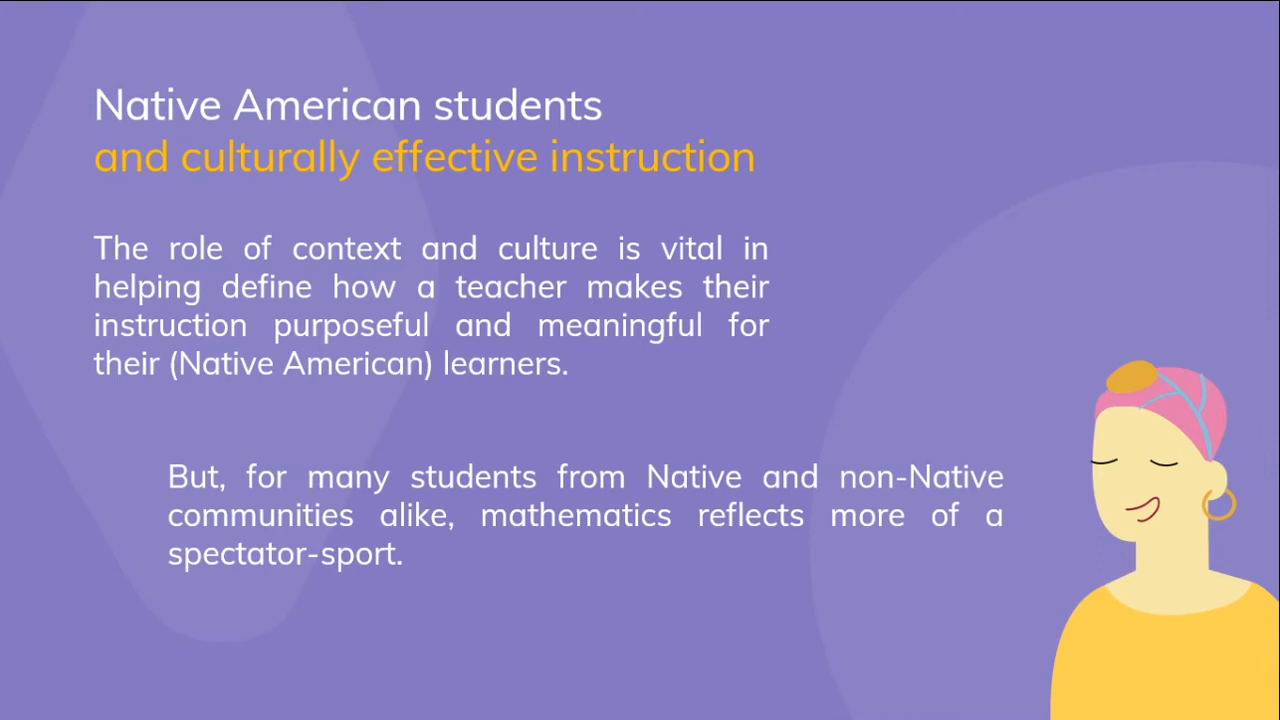 Native American students
and culturally effective instruction
The role of context and culture is vital in
helping define how a teacher makes their
instruction purposeful and meaningful for
their (Native American) learners.
But, for many students from Native and non-Native
communities alike, mathematics reflects more of a
spectator-sport.